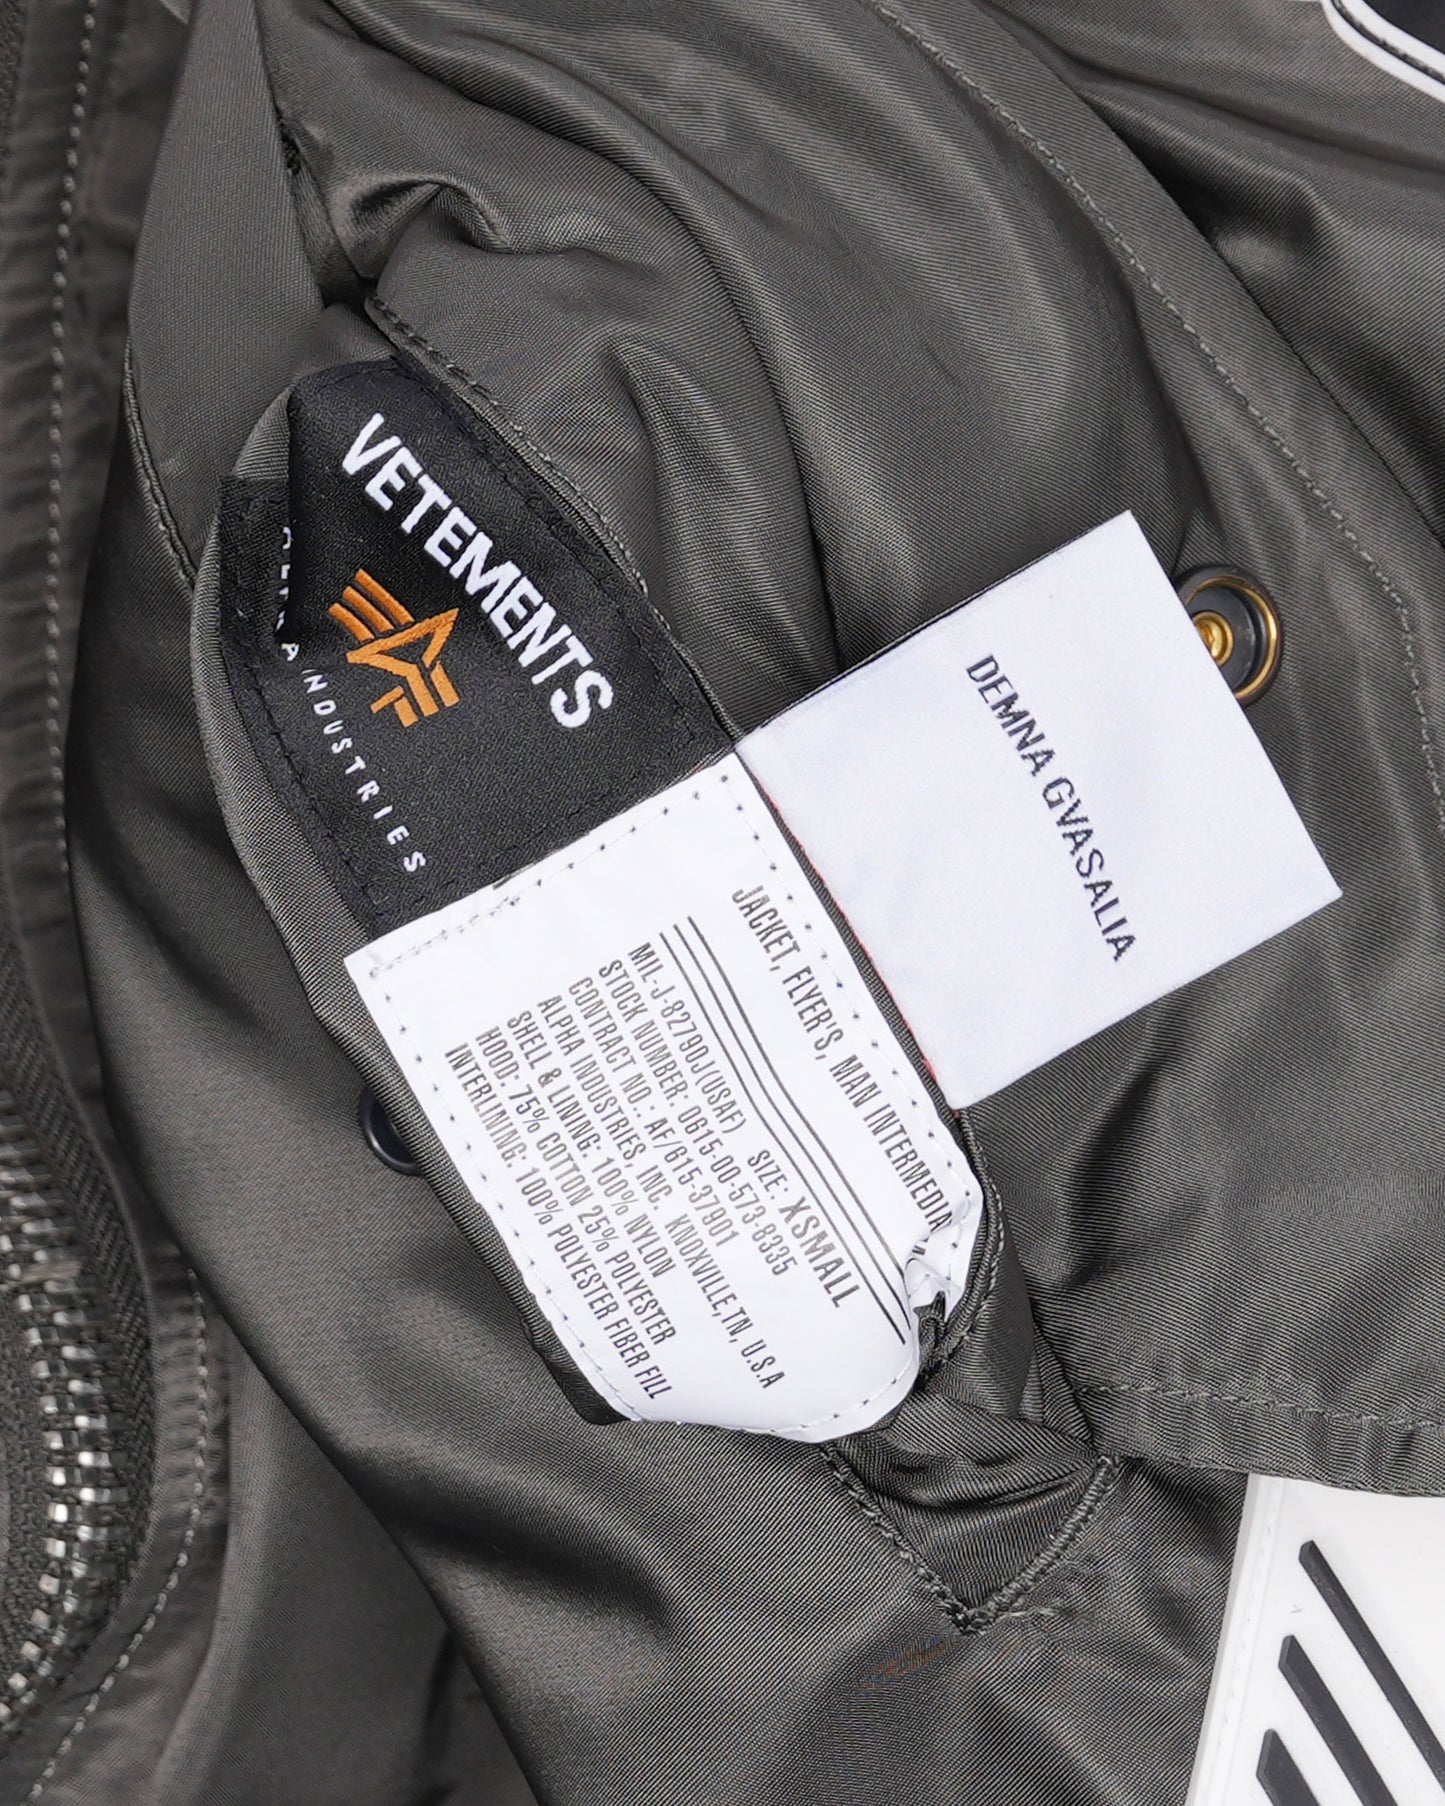 VETEMENTS
INDUSTRIES
DEMNA GVASALIA
JACKET, FLYER'S, MAN INTERMEDIA
MIL-J-82790J(USAF) SIZE: XSMALL
STOCK NUMBER: 0615-00-573-8335
CONTRACT NO.: AF/615-37901
ALPHA INDUSTRIES, INC. KNOXVILLE,TN, U.S.A
SHELL & LINING: 100% NYLON
HOOD: 75% COTTON 25% POLYESTER
INTERLINING: 100% POLYESTER FIBER FILL